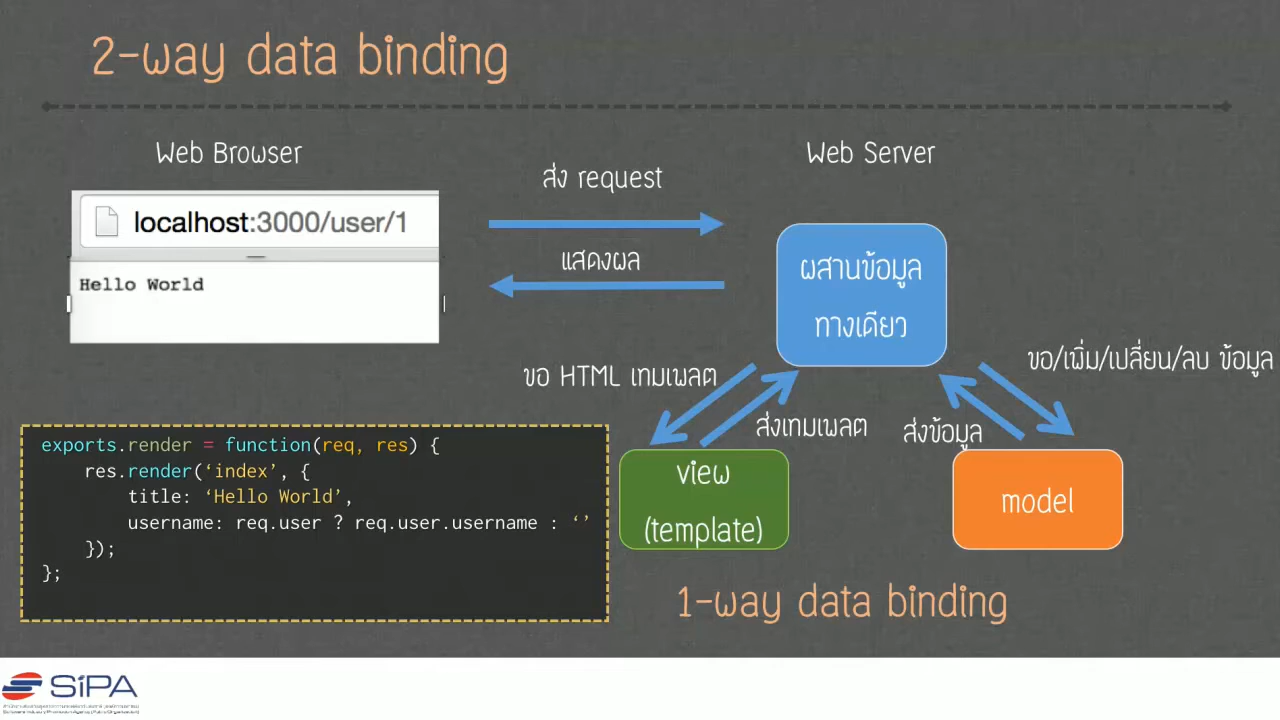 2-way data binding
Web Browser
Web Server
ส่ง request
localhost:3000/user/1
แสดงผล
Hello World
ผสานข้อมูล
ทางเดียว
ขอ HTML เทมเพลต
ขอ/เพิ่ม/เปลี่ยน/ลบ ข้อมูล
ส่งเทมเพลต
ส่งข้อมูล
exports.render = function(req, res) {
res.render(‘index’, {
title: ‘Hello World’,
username: req.user ? req.user.username : ‘’
});
};
view
(template)
model
1-way data binding
SiPA